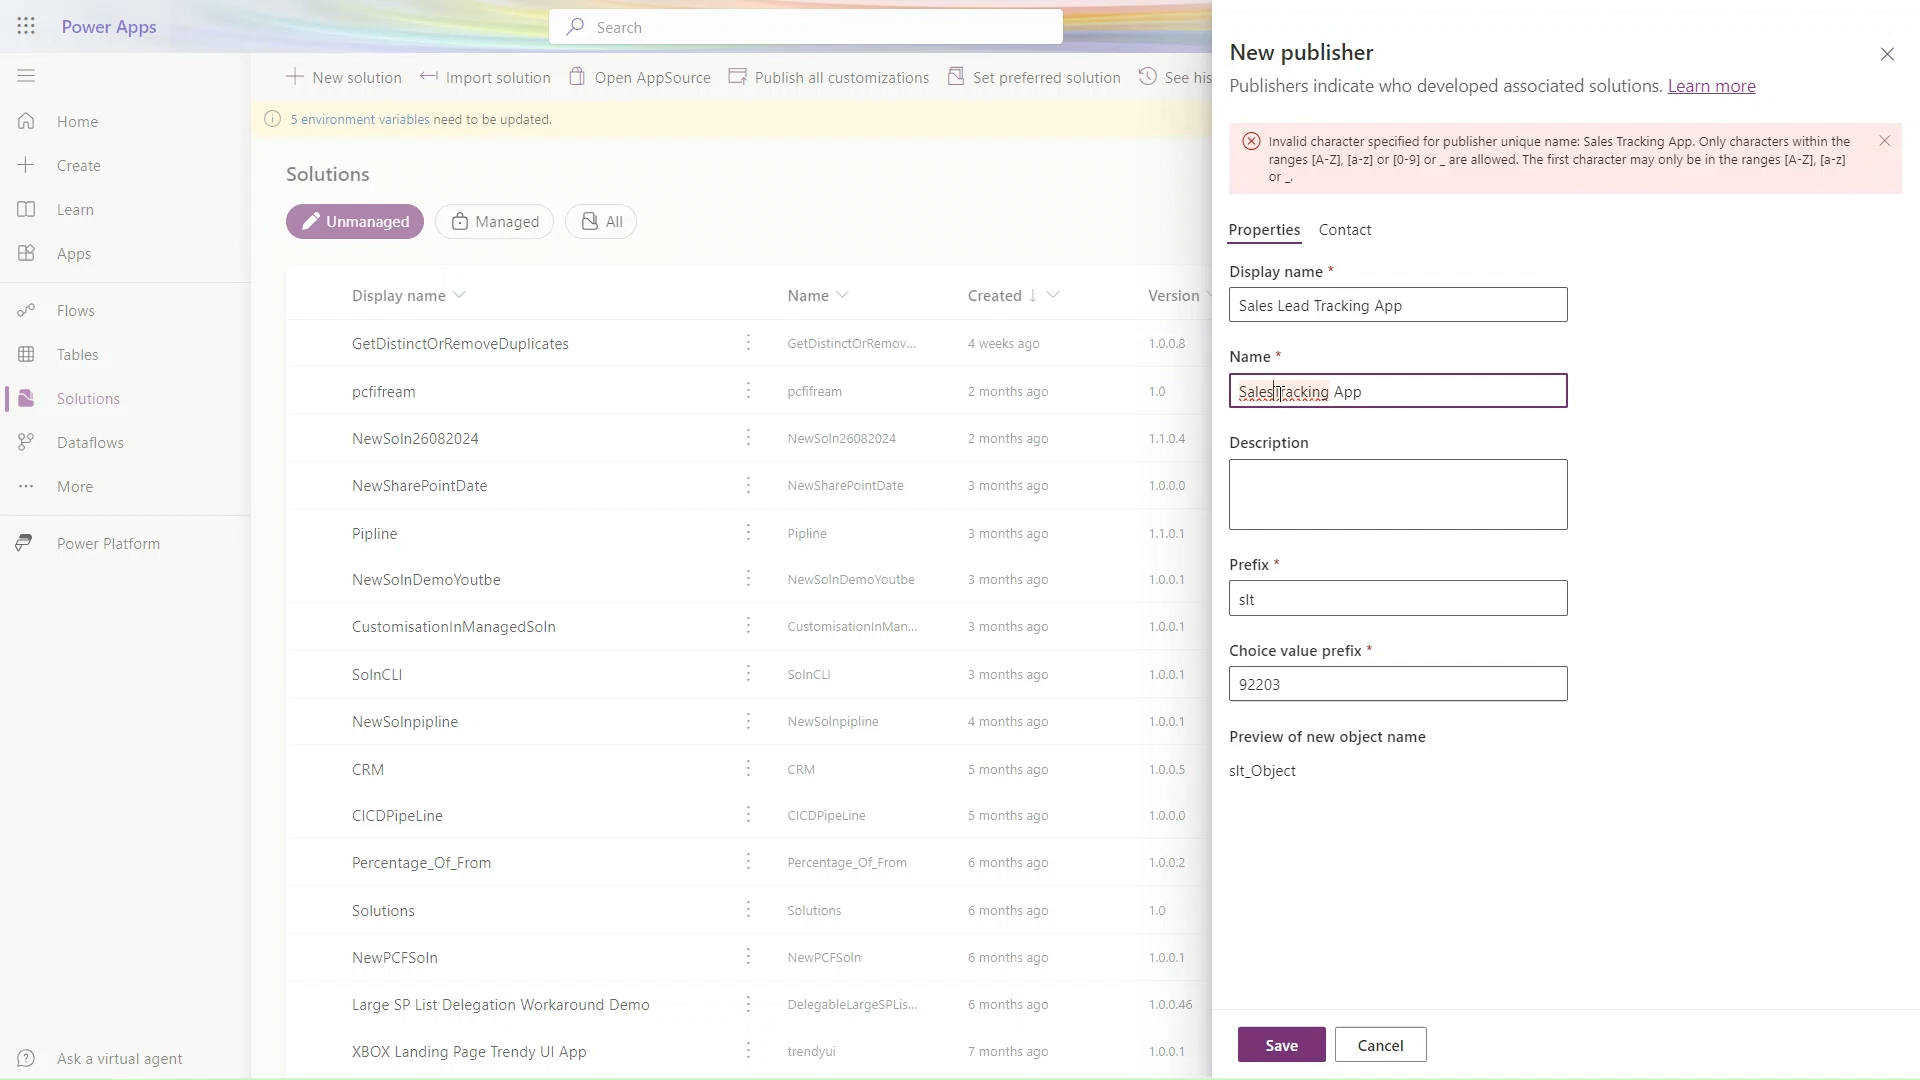 Power Apps
Search
New solution
Import solution
Open AppSource
Publish all customizations
Set preferred solution
See his
5 environment variables need to be updated.
Home
Create
Learn
Apps
Flows
Tables
Solutions
Dataflows
More
Power Platform
Ask a virtual agent
Solutions
Unmanaged
Managed
All
Display name Name Created Version
GetDistinctOrRemoveDuplicates GetDistinctOrRemov... 4 weeks ago 1.0.0.8
pcfifream pcfifream 2 months ago 1.0
NewSoln26082024 NewSoln26082024 2 months ago 1.1.0.4
NewSharePointDate NewSharePointDate 3 months ago 1.0.0.0
Pipline Pipline 3 months ago 1.1.0.1
NewSolnDemoYoutbe NewSolnDemoYoutbe 3 months ago 1.0.0.1
CustomisationInManagedSoln CustomisationInMan... 3 months ago 1.0.0.1
SolnCLI SolnCLI 3 months ago 1.0.0.1
NewSolnpipline NewSolnpipline 4 months ago 1.0.0.1
CRM CRM 5 months ago 1.0.0.5
CICDPipeLine CICDPipeLine 5 months ago 1.0.0.0
Percentage_Of_From Percentage_Of_From 6 months ago 1.0.0.2
Solutions Solutions 6 months ago 1.0
NewPCFSoln NewPCFSoln 6 months ago 1.0.0.1
Large SP List Delegation Workaround Demo DelegableLargeSPLis... 6 months ago 1.0.0.46
XBOX Landing Page Trendy UI App trendyui 7 months ago 1.0.0.1
New publisher
Publishers indicate who developed associated solutions. Learn more
Invalid character specified for publisher unique name: Sales Tracking App. Only characters within the
ranges [A-Z], [a-z] or [0-9] or _ are allowed. The first character may only be in the ranges [A-Z], [a-z]
or _.
Properties Contact
Display name *
Sales Lead Tracking App
Name *
SalesTracking App
Description
Prefix *
slt
Choice value prefix *
92203
Preview of new object name
slt_Object
Save Cancel